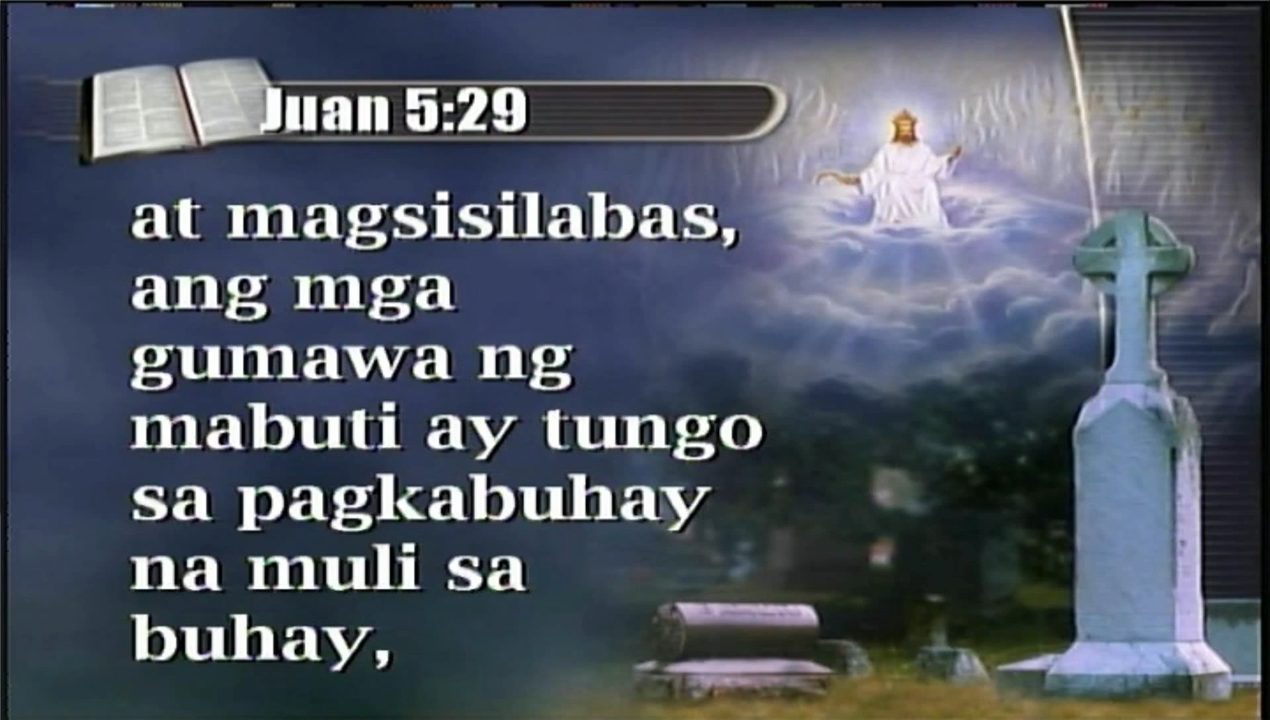 Juan 5:29
at magsisilabas,
ang mga
gumawa ng
mabuti ay tungo
sa pagkabuhay
na muli sa
buhay,